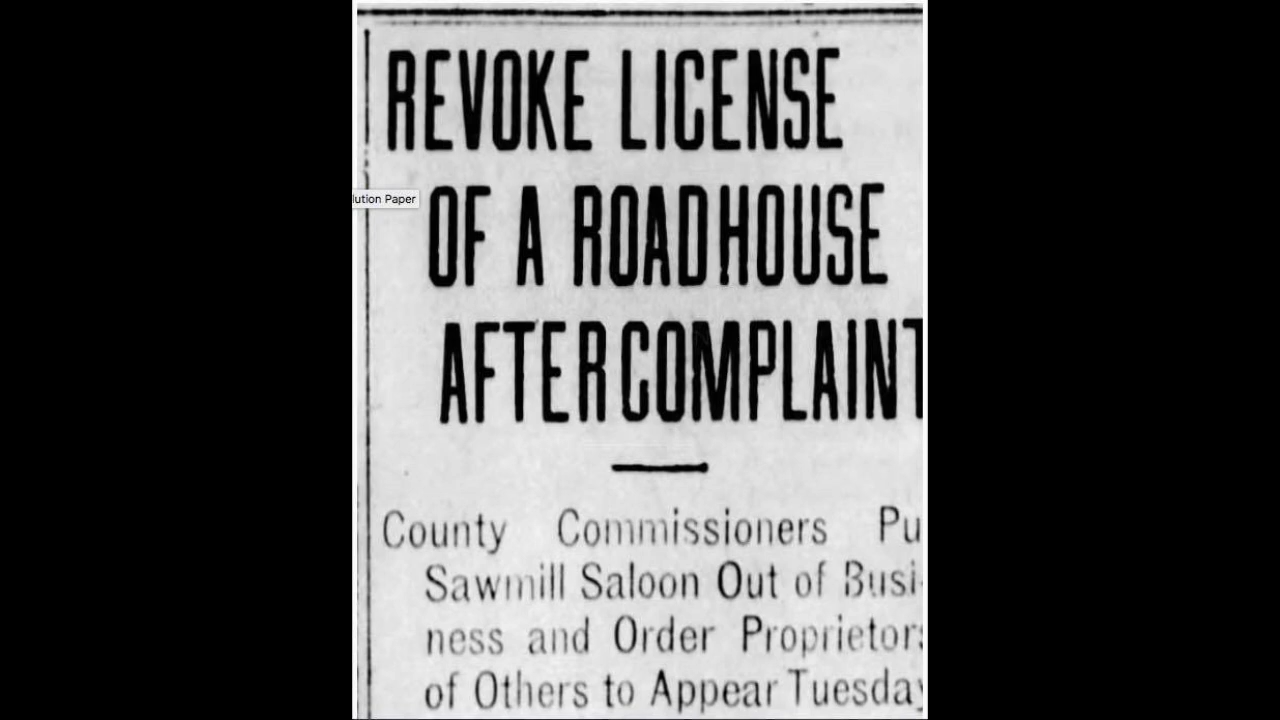 REVOKE LICENSE
lution Paper
OF A ROADHOUSE
AFTER COMPLAINT
County Commissioners Pu
Sawmill Saloon Out of Busi-
ness and Order Proprietors
of Others to Appear Tuesday